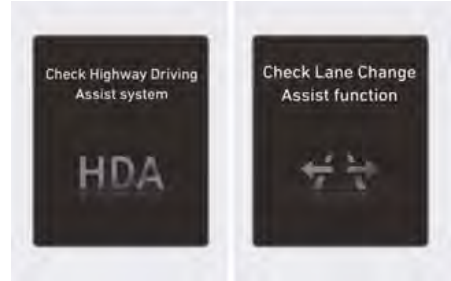 Check Highway Driving
Assist system
HDA
Check Lane Change
Assist function